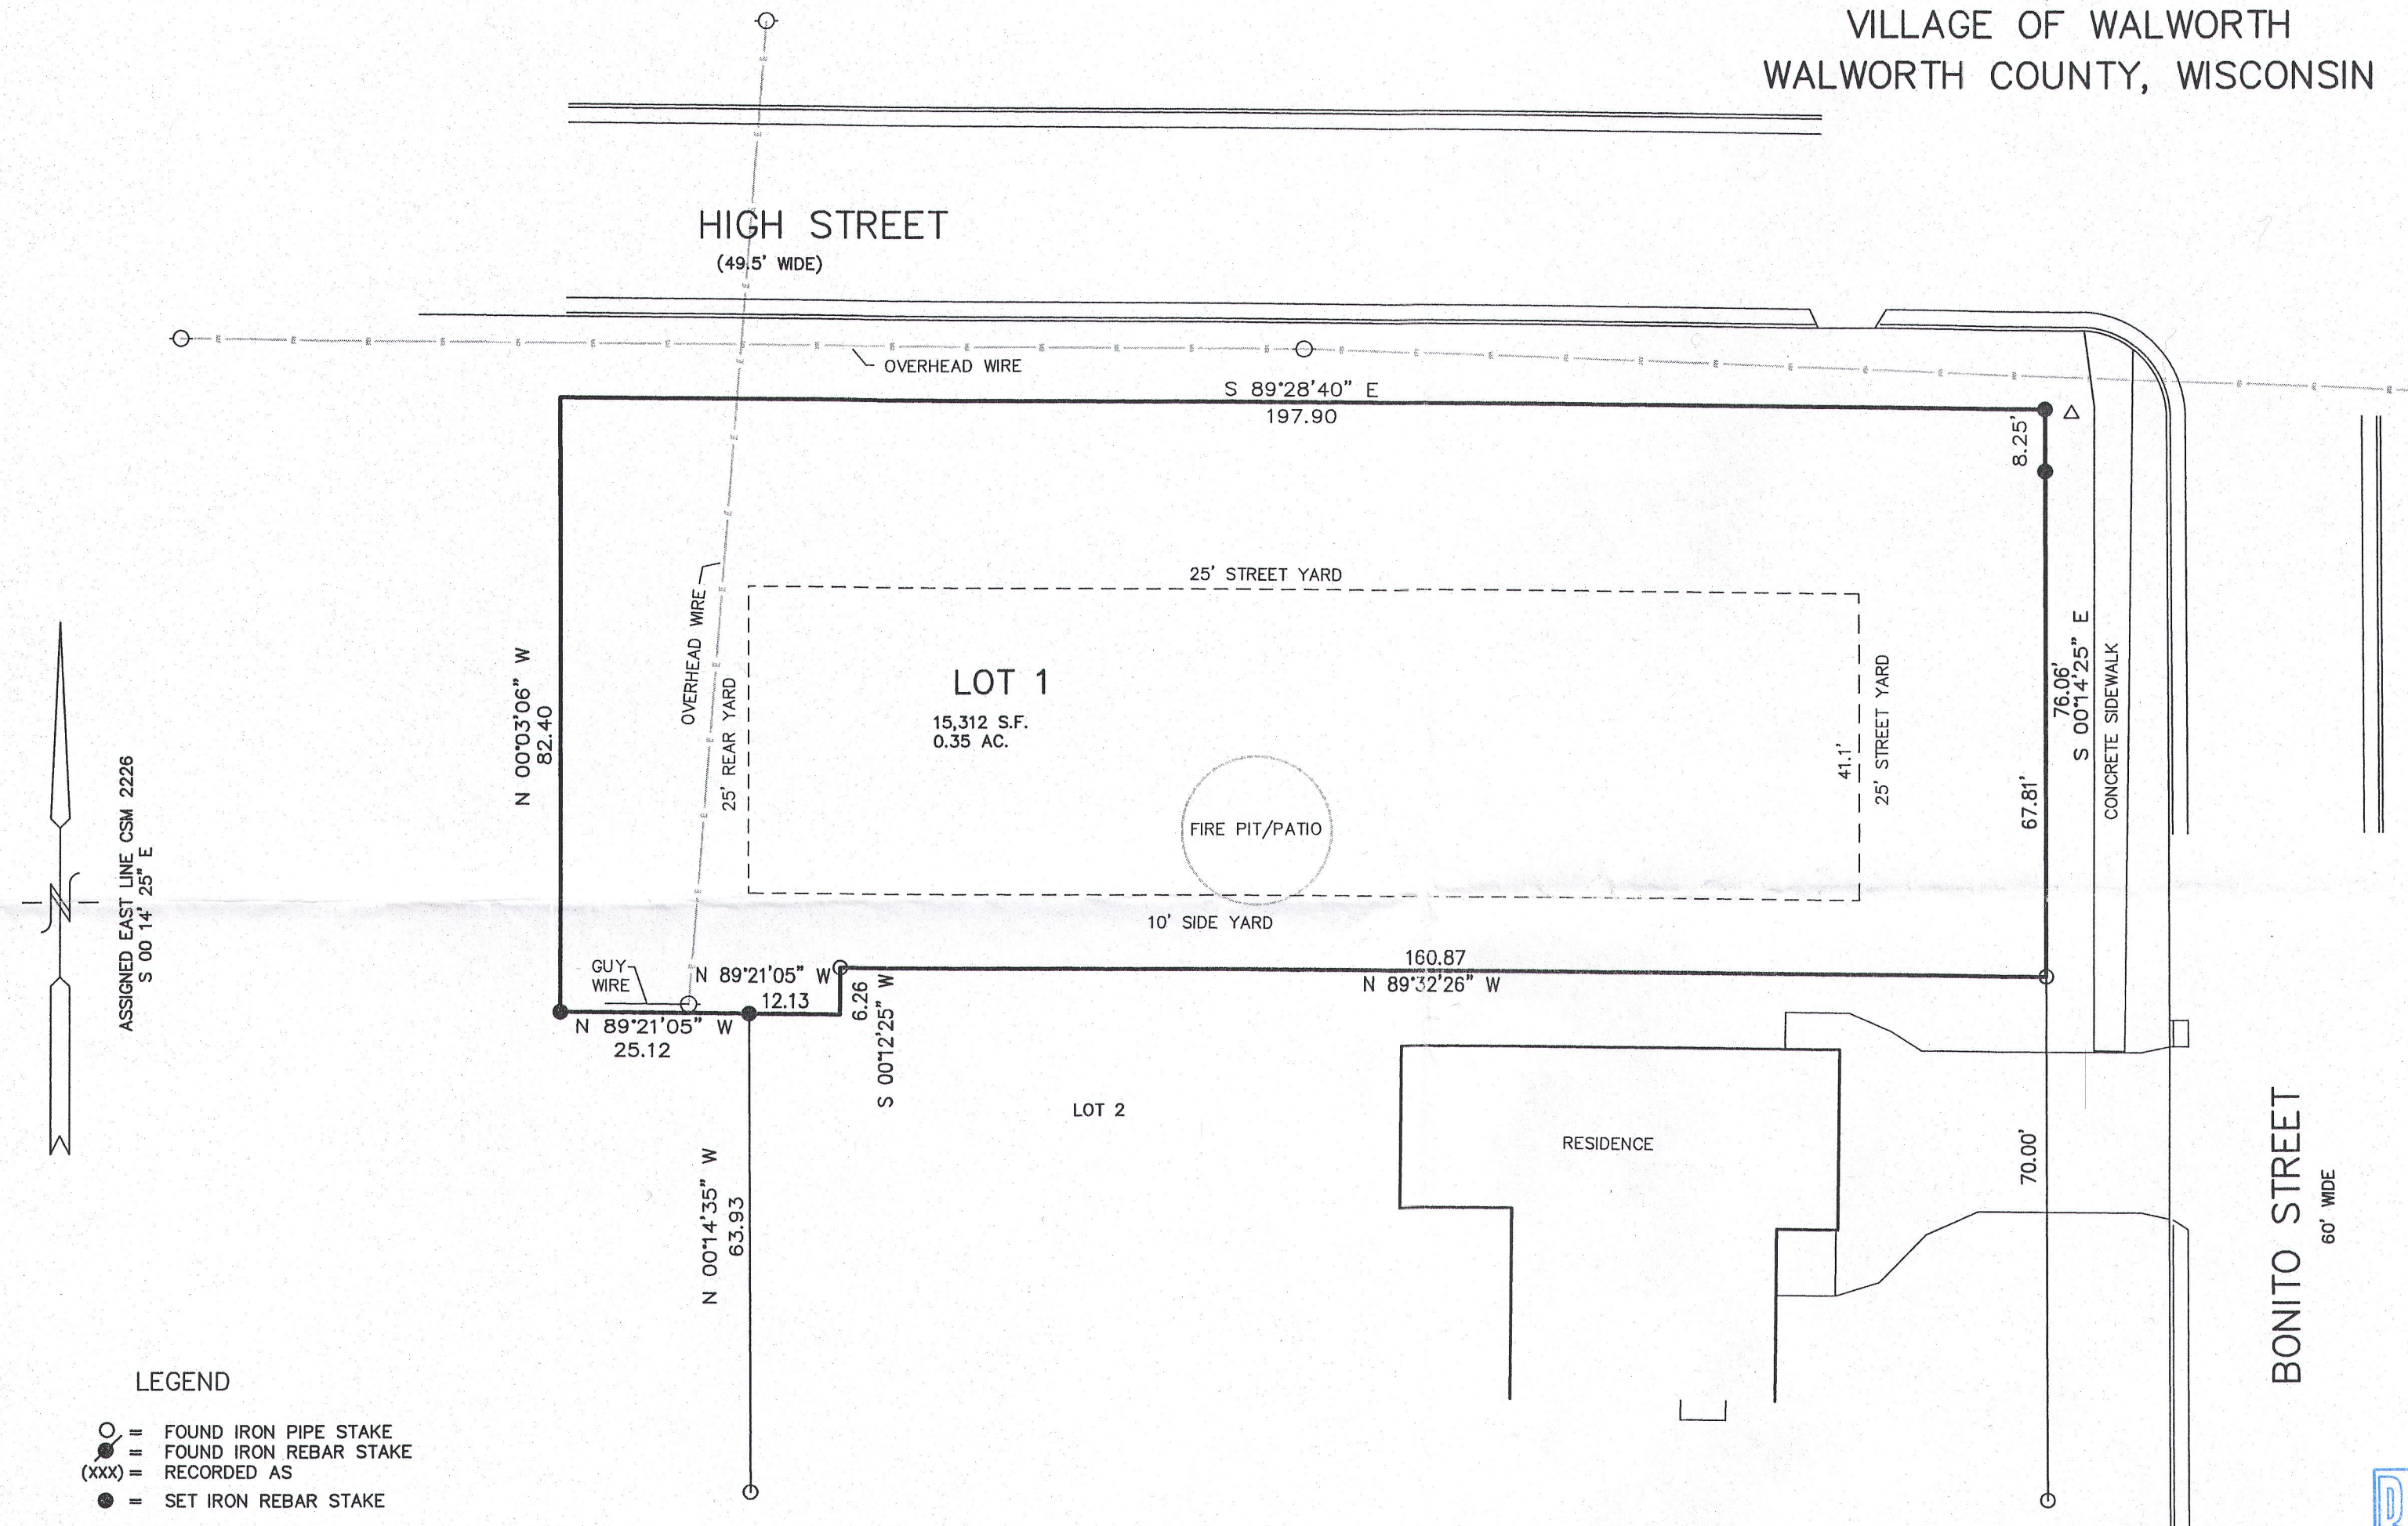 VILLAGE OF WALWORTH
WALWORTH COUNTY, WISCONSIN
HIGH STREET
(49.5' WIDE)
OVERHEAD WIRE
S 89°28'40" E
197.90
8.25'
25' STREET YARD
OVERHEAD WIRE
25' REAR YARD
LOT 1
15,312 S.F.
0.35 AC.
N 00°03'06" W
82.40
FIRE PIT/PATIO
41.1'
25' STREET YARD
67.81'
76.06'
S 00°14'25" E
CONCRETE SIDEWALK
ASSIGNED EAST LINE CSM 2226
S 00 14' 25" E
N
10' SIDE YARD
GUY
WIRE
N 89°21'05" W
12.13
6.26
S 00°12'25" W
160.87
N 89°32'26" W
N 89°21'05" W
25.12
LOT 2
RESIDENCE
N 00°14'35" W
63.93
70.00'
BONITO STREET
60' WIDE
LEGEND
= FOUND IRON PIPE STAKE
= FOUND IRON REBAR STAKE
(XXX) = RECORDED AS
= SET IRON REBAR STAKE